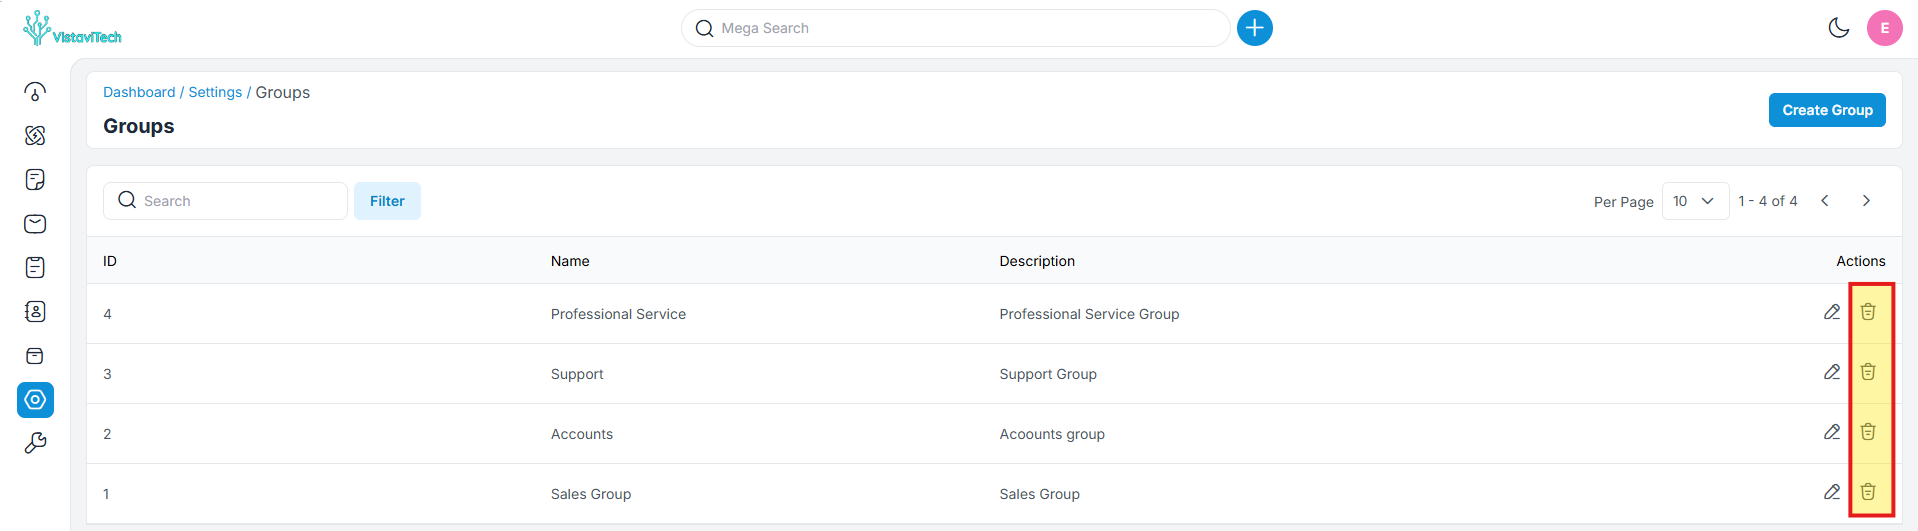 VistaviTech
Mega Search
E
Dashboard / Settings / Groups
Groups
Create Group
Search
Filter
Per Page 10 1 - 4 of 4
ID Name Description Actions
4 Professional Service Professional Service Group
3 Support Support Group
2 Accounts Acoounts group
1 Sales Group Sales Group